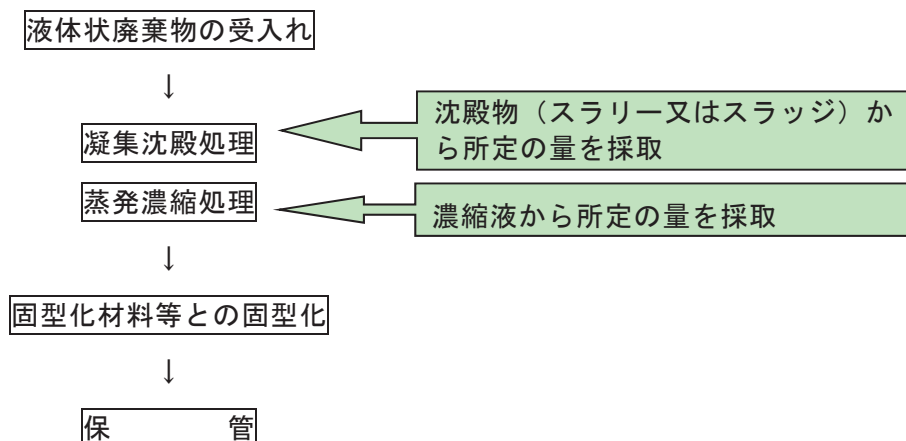 液体状廃棄物の受入れ
↓
凝集沈殿処理
沈殿物（スラリー又はスラッジ）か
ら所定の量を採取
蒸発濃縮処理
濃縮液から所定の量を採取
↓
固型化材料等との固型化
↓
保　　　　管